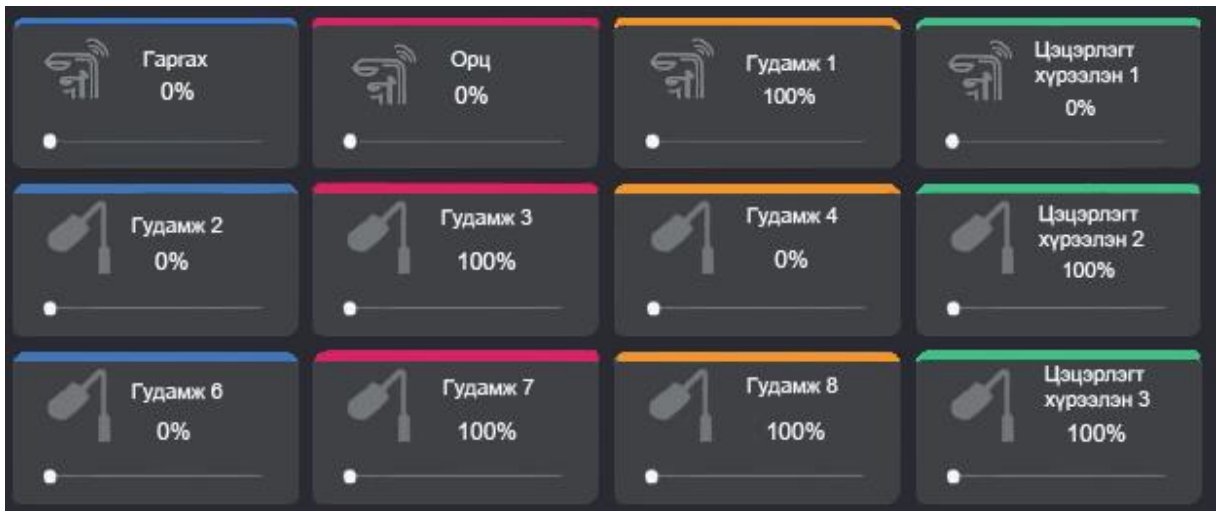 Гаргах
0%
Орц
0%
Гудамж 1
100%
Цэцэрлэгт
хүрээлэн 1
0%
Гудамж 2
0%
Гудамж 3
100%
Гудамж 4
0%
Цэцэрлэгт
хүрээлэн 2
100%
Гудамж 6
0%
Гудамж 7
100%
Гудамж 8
100%
Цэцэрлэгт
хүрээлэн 3
100%